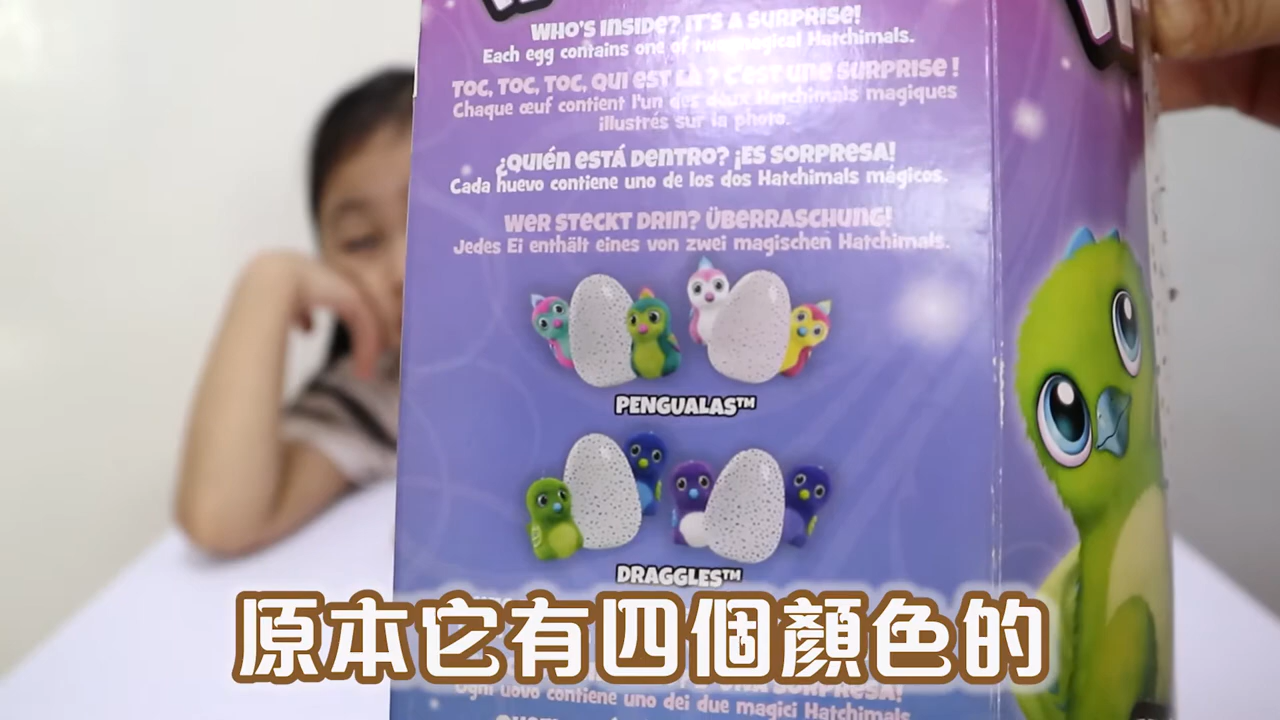 WHO'S INSIDE? IT'S A SURPRISE!
Each egg contains one of two magical Hatchimals.
TOC, TOC, TOC, QUI EST LÀ ? C'EST UNE SURPRISE !
Chaque œuf contient l'un des deux Hatchimals magiques
illustrés sur la photo.
¿QUIÉN ESTÁ DENTRO? ¡ES SORPRESA!
Cada huevo contiene uno de los dos Hatchimals mágicos.
WER STECKT DRIN? ÜBERRASCHUNG!
Jedes Ei enthält eines von zwei magischen Hatchimals.
PENGUALAS™
DRAGGLES™
原本它有四個顏色的
SORPRESA!
Ogni uovo contiene uno dei due magici Hatchimals